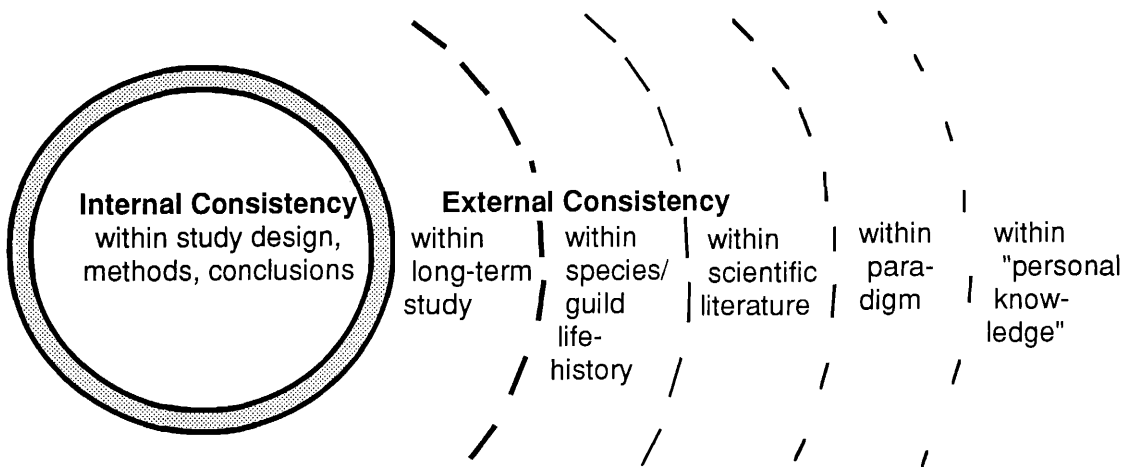 Internal Consistency
within study design,
methods, conclusions
External Consistency
within
long-term
study
within
species/
guild
life-
history
within
scientific
literature
within
para-
digm
within
"personal
know-
ledge"